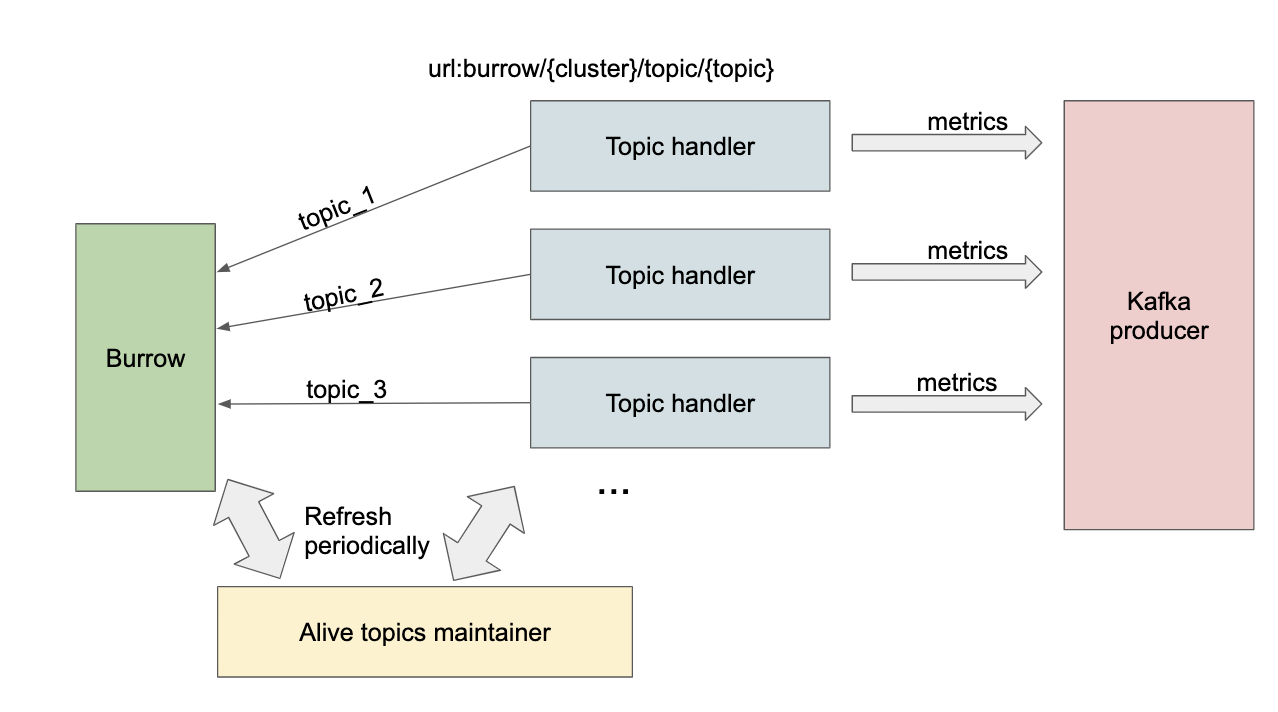 url:burrow/{cluster}/topic/{topic}
Topic handler
metrics
topic_1
Topic handler
metrics
topic_2
Kafka
producer
Burrow
topic_3
Topic handler
metrics
...
Refresh
periodically
Alive topics maintainer